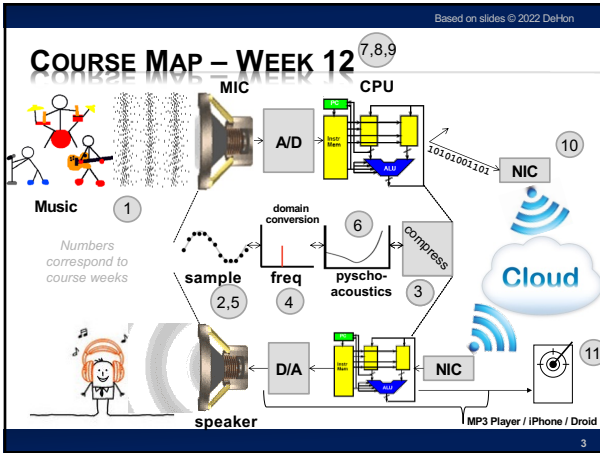 Based on slides © 2022 DeHon
COURSE MAP – WEEK 12
7,8,9
MIC
CPU
A/D
PC
Instr
Mem
ALU
10101001101
10
NIC
Music
1
Numbers
correspond to
course weeks
domain
conversion
6
compress
sample
freq
pyscho-
acoustics
2,5
4
3
Cloud
D/A
PC
Instr
Mem
ALU
NIC
11
speaker
MP3 Player / iPhone / Droid
3